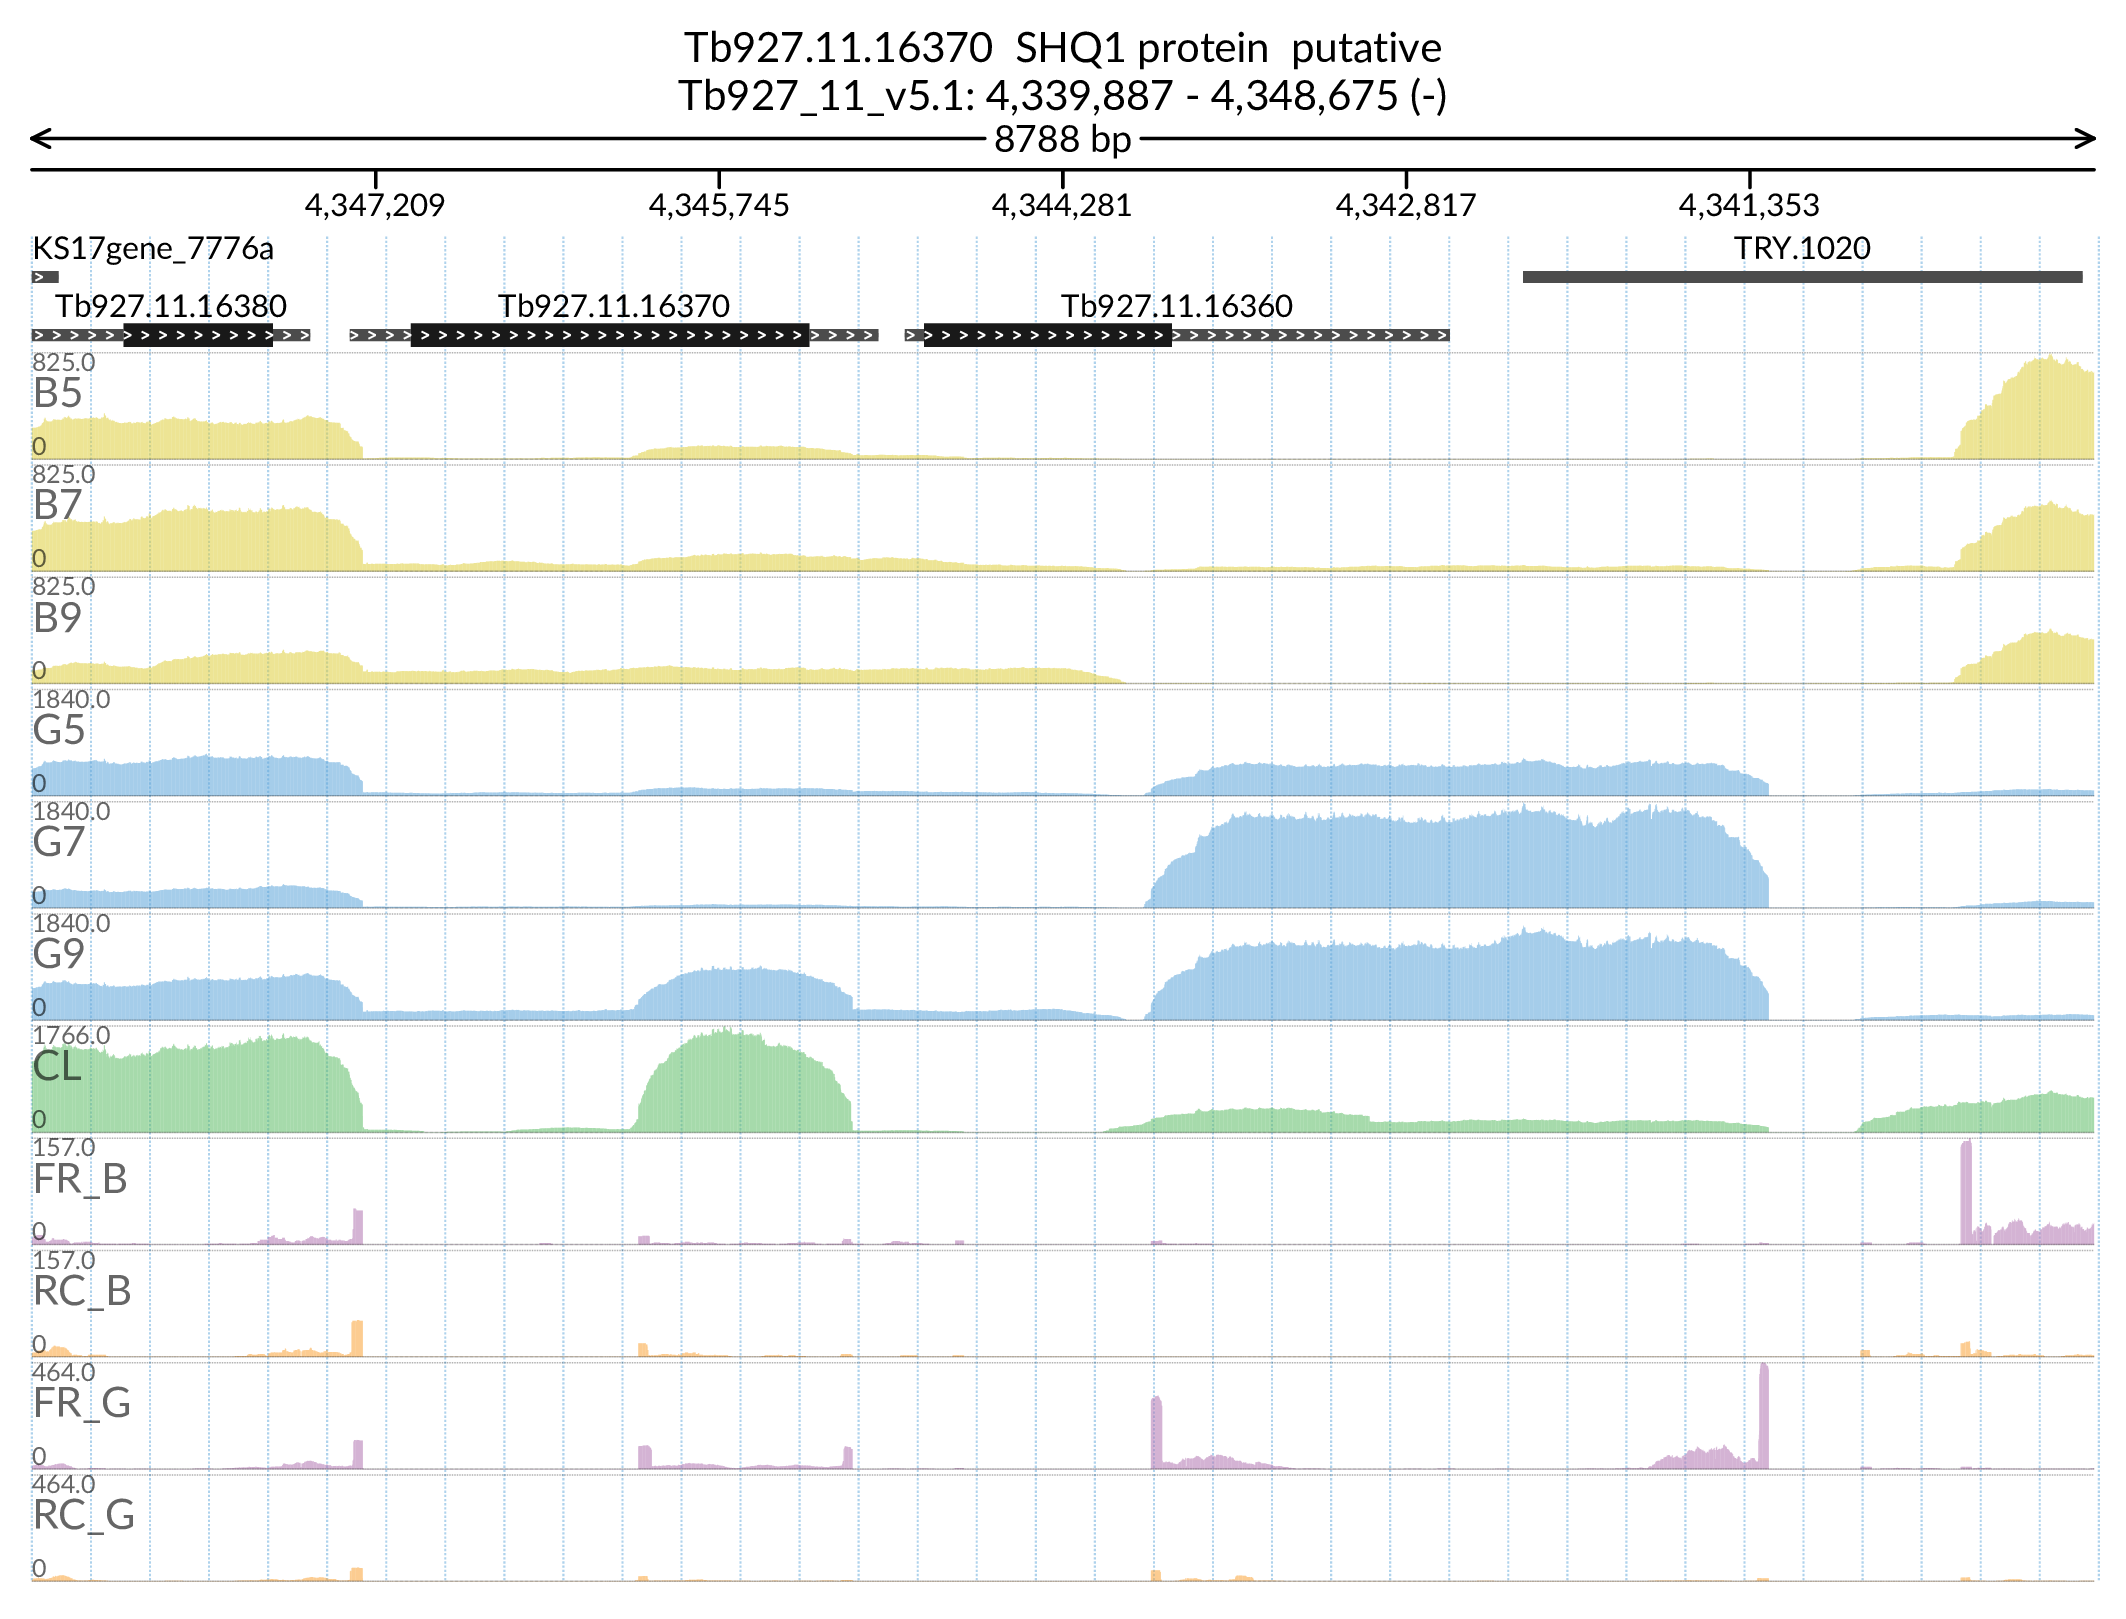 Tb927.11.16370 SHQ1 protein putative
Tb927_11_v5.1: 4,339,887 - 4,348,675 (-)
8788 bp
4,347,209 4,345,745 4,344,281 4,342,817 4,341,353
KS17gene_7776a TRY.1020
Tb927.11.16380 Tb927.11.16370 Tb927.11.16360
825.0
B5
0
825.0
B7
0
825.0
B9
0
1840.0
G5
0
1840.0
G7
0
1840.0
G9
0
1766.0
CL
0
157.0
FR_B
0
157.0
RC_B
0
464.0
FR_G
0
464.0
RC_G
0